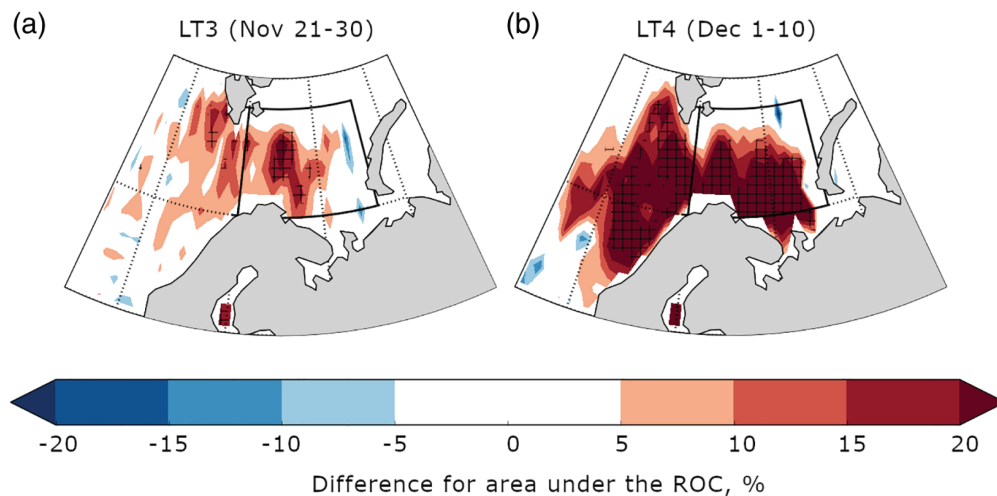 (a) LT3 (Nov 21-30)
(b) LT4 (Dec 1-10)
-20 -15 -10 -5 0 5 10 15 20
Difference for area under the ROC, %